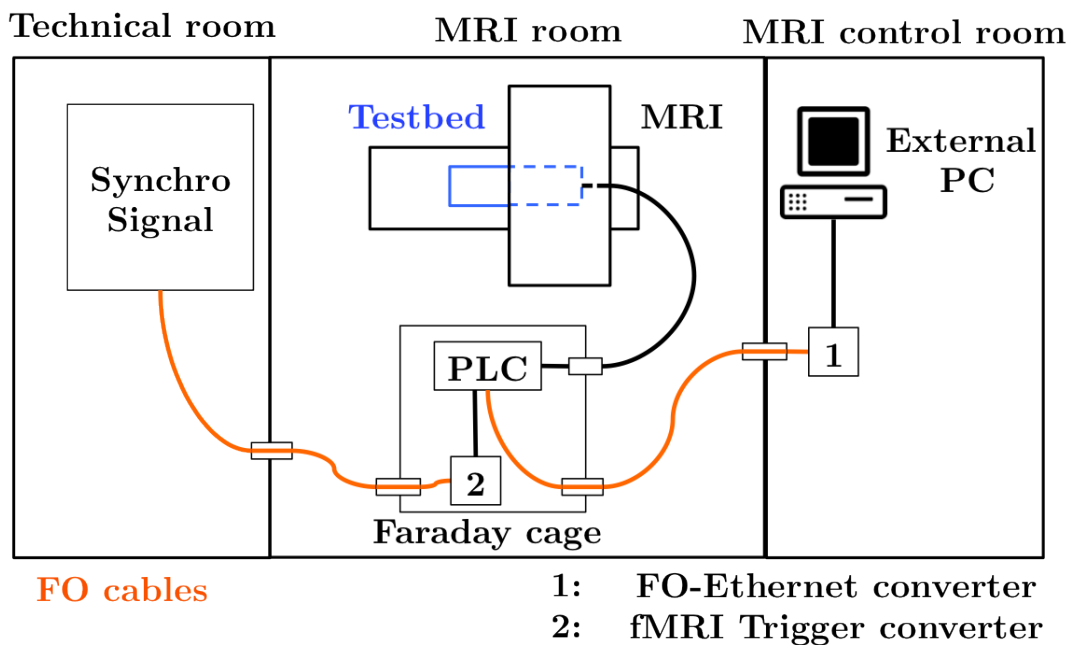 Technical room
MRI room
MRI control room
Testbed
MRI
External
PC
Synchro
Signal
PLC
1
2
Faraday cage
FO cables
1: FO-Ethernet converter
2: fMRI Trigger converter